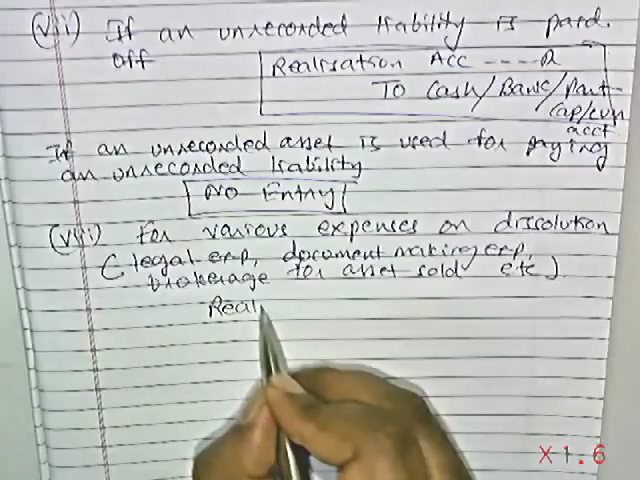 (vii) If an unrecorded liability is paid
off
Realisation Acc ---- Dr
To Cash/Bank/Part
cap/curr
acct
If an unrecorded asset is used for paying
an unrecorded liability
No Entry
(viii) For various expenses on dissolution
(legal exp, document making exp,
brokerage for asset sold etc)
Real
X1.6